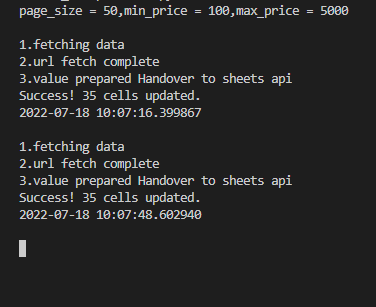 page_size = 50,min_price = 100,max_price = 5000
1.fetching data
2.url fetch complete
3.value prepared Handover to sheets api
Success! 35 cells updated.
2022-07-18 10:07:16.399867
1.fetching data
2.url fetch complete
3.value prepared Handover to sheets api
Success! 35 cells updated.
2022-07-18 10:07:48.602940